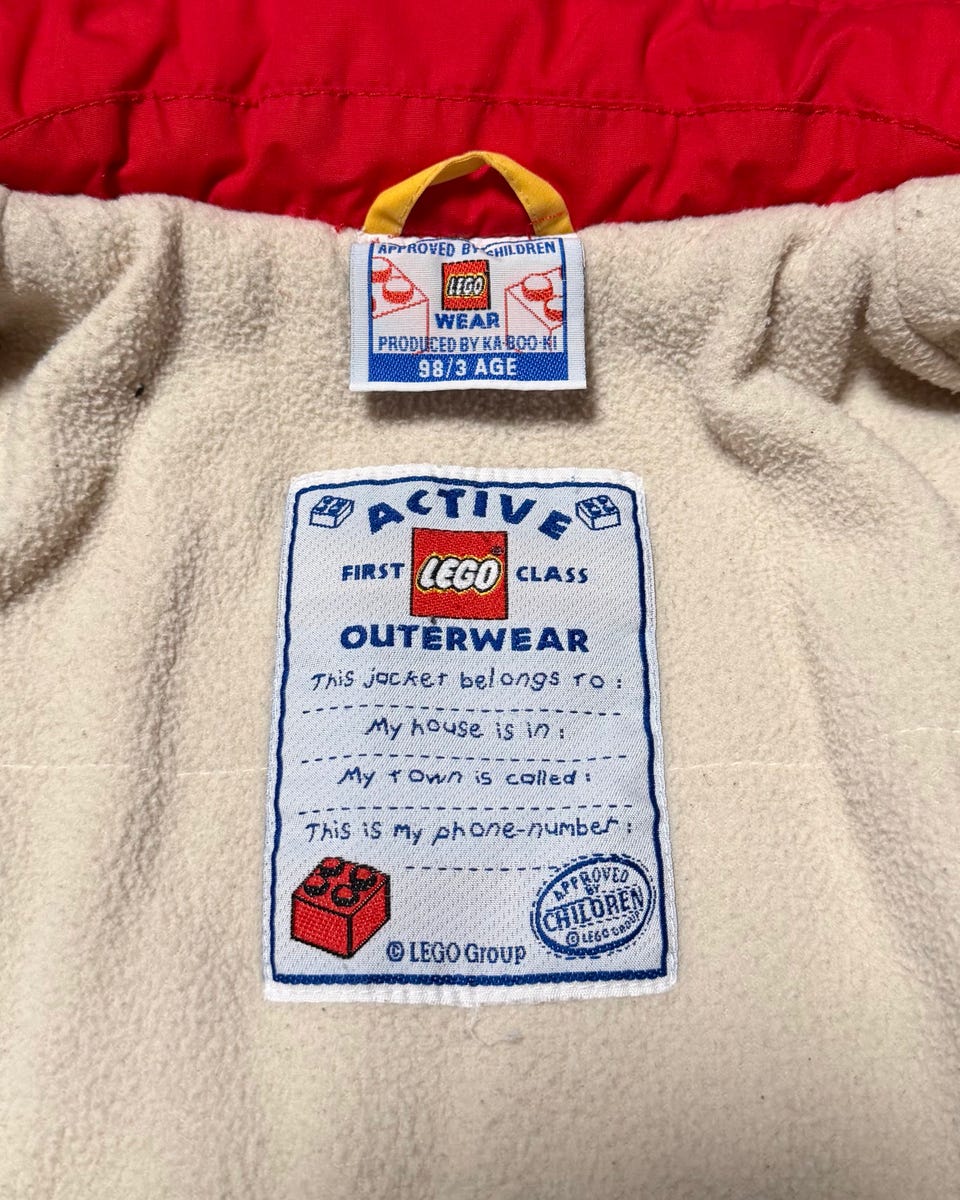 APPROVED BY CHILDREN
LEGO
WEAR
PRODUCED BY KA-BOO-KI
98/3 AGE
ACTIVE
FIRST LEGO® CLASS
OUTERWEAR
This jacket belongs to:
My house is in:
My town is called:
This is my phone-number:
© LEGO Group
APPROVED
BY
CHILDREN
© LEGO GROUP